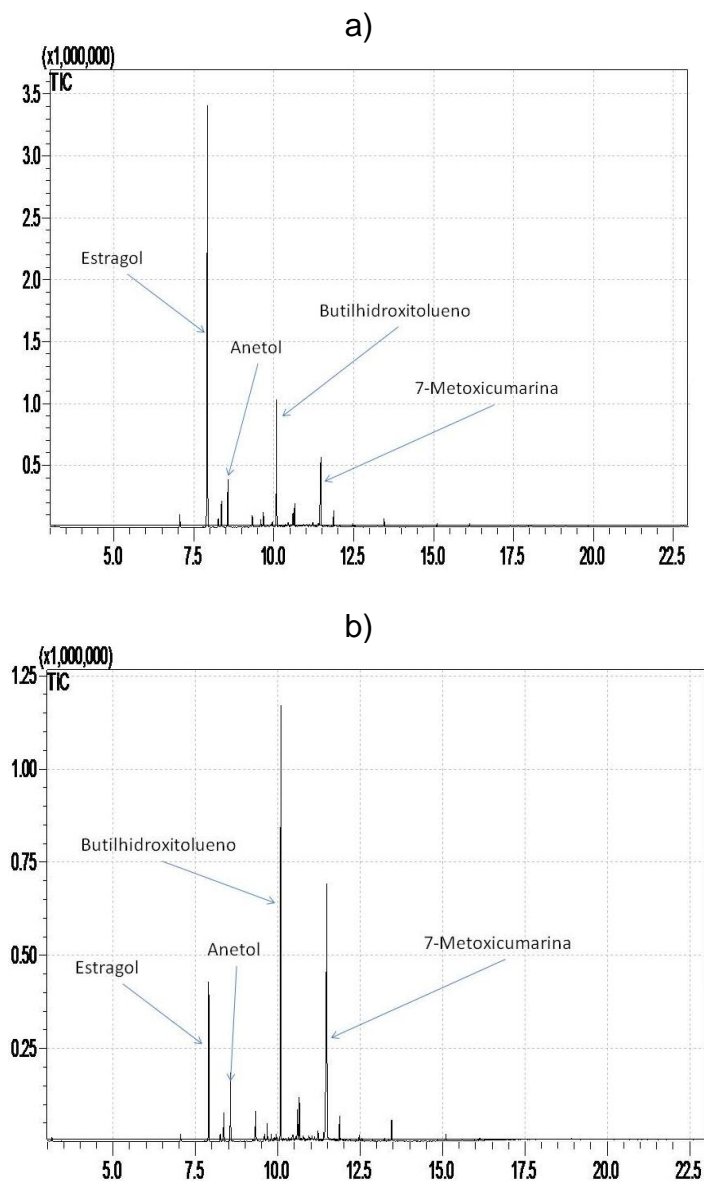 a)
(x1,000,000)
TIC
3.5
3.0
Estragol
2.5
2.0
Butilhidroxitolueno
1.5
Anetol
7-Metoxicumarina
1.0
0.5
5.0 7.5 10.0 12.5 15.0 17.5 20.0 22.5
b)
(x1,000,000)
1.25
TIC
1.00
Butilhidroxitolueno
0.75
Anetol
7-Metoxicumarina
0.50
Estragol
0.25
5.0 7.5 10.0 12.5 15.0 17.5 20.0 22.5